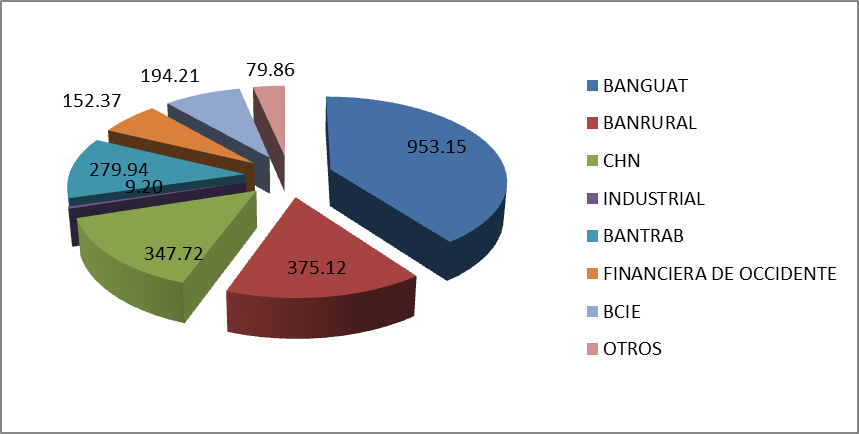 79.86
194.21
152.37
953.15
279.94
9.20
347.72
375.12
BANGUAT
BANRURAL
CHN
INDUSTRIAL
BANTRAB
FINANCIERA DE OCCIDENTE
BCIE
OTROS